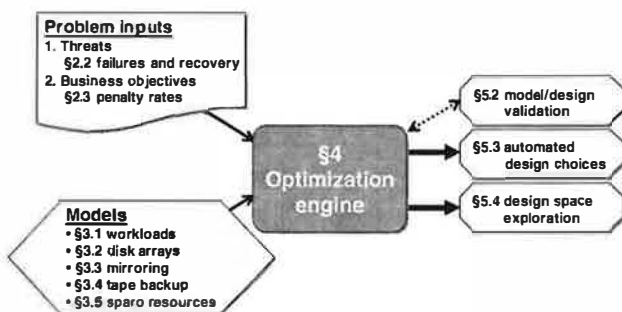 Problem inputs
1. Threats
§2.2 failures and recovery
2. Business objectives
§2.3 penalty rates
Models
• §3.1 workloads
• §3.2 disk arrays
• §3.3 mirroring
• §3.4 tape backup
• §3.5 spare resources
§4
Optimization
engine
§5.2 model/design
validation
§5.3 automated
design choices
§5.4 design space
exploration